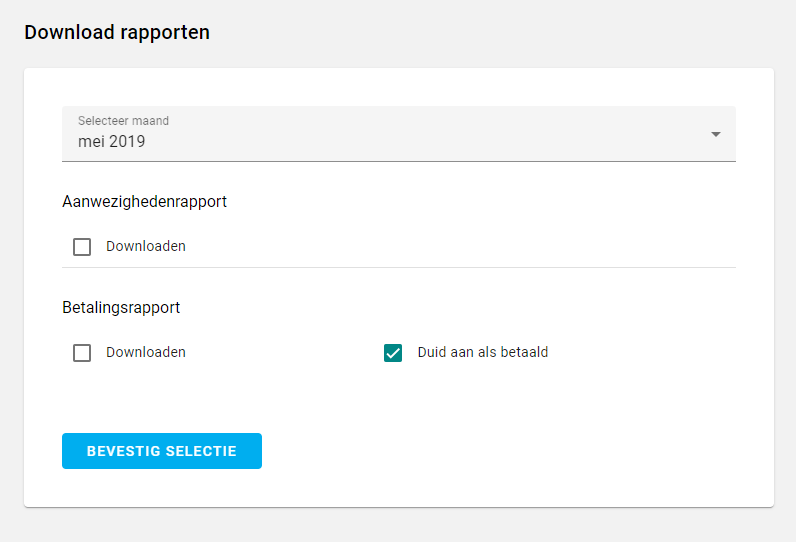 Download rapporten
Selecteer maand
mei 2019
Aanwezighedenrapport
Downloaden
Betalingsrapport
Downloaden
Duid aan als betaald
BEVESTIG SELECTIE